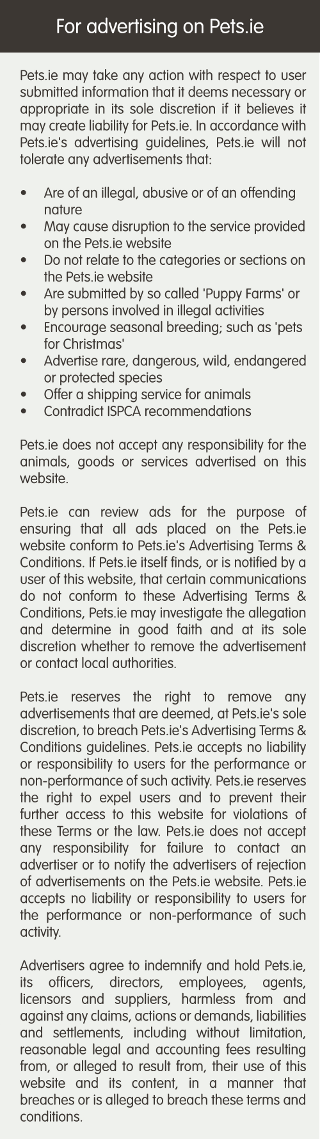 For advertising on Pets.ie
Pets.ie may take any action with respect to user
submitted information that it deems necessary or
appropriate in its sole discretion if it believes it
may create liability for Pets.ie. In accordance with
Pets.ie's advertising guidelines, Pets.ie will not
tolerate any advertisements that:
• Are of an illegal, abusive or of an offending
nature
• May cause disruption to the service provided
on the Pets.ie website
• Do not relate to the categories or sections on
the Pets.ie website
• Are submitted by so called 'Puppy Farms' or
by persons involved in illegal activities
• Encourage seasonal breeding; such as 'pets
for Christmas'
• Advertise rare, dangerous, wild, endangered
or protected species
• Offer a shipping service for animals
• Contradict ISPCA recommendations
Pets.ie does not accept any responsibility for the
animals, goods or services advertised on this
website.
Pets.ie can review ads for the purpose of
ensuring that all ads placed on the Pets.ie
website conform to Pets.ie's Advertising Terms &
Conditions. If Pets.ie itself finds, or is notified by a
user of this website, that certain communications
do not conform to these Advertising Terms &
Conditions, Pets.ie may investigate the allegation
and determine in good faith and at its sole
discretion whether to remove the advertisement
or contact local authorities.
Pets.ie reserves the right to remove any
advertisements that are deemed, at Pets.ie's sole
discretion, to breach Pets.ie's Advertising Terms &
Conditions guidelines. Pets.ie accepts no liability
or responsibility to users for the performance or
non-performance of such activity. Pets.ie reserves
the right to expel users and to prevent their
further access to this website for violations of
these Terms or the law. Pets.ie does not accept
any responsibility for failure to contact an
advertiser or to notify the advertisers of rejection
of advertisements on the Pets.ie website. Pets.ie
accepts no liability or responsibility to users for
the performance or non-performance of such
activity.
Advertisers agree to indemnify and hold Pets.ie,
its officers, directors, employees, agents,
licensors and suppliers, harmless from and
against any claims, actions or demands, liabilities
and settlements, including without limitation,
reasonable legal and accounting fees resulting
from, or alleged to result from, their use of this
website and its content, in a manner that
breaches or is alleged to breach these terms and
conditions.